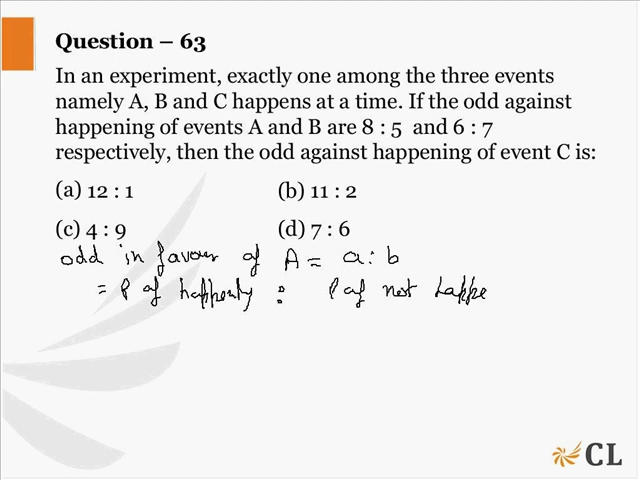 Question – 63
In an experiment, exactly one among the three events
namely A, B and C happens at a time. If the odd against
happening of events A and B are 8 : 5 and 6 : 7
respectively, then the odd against happening of event C is:
(a) 12 : 1 (b) 11 : 2
(c) 4 : 9 (d) 7 : 6
odd in favour of A = a : b
= P of happenly : P of not happe
CL